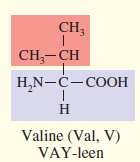 CH₃
CH₃—CH
H₂N—C—COOH
H
Valine (Val, V)
VAY-leen